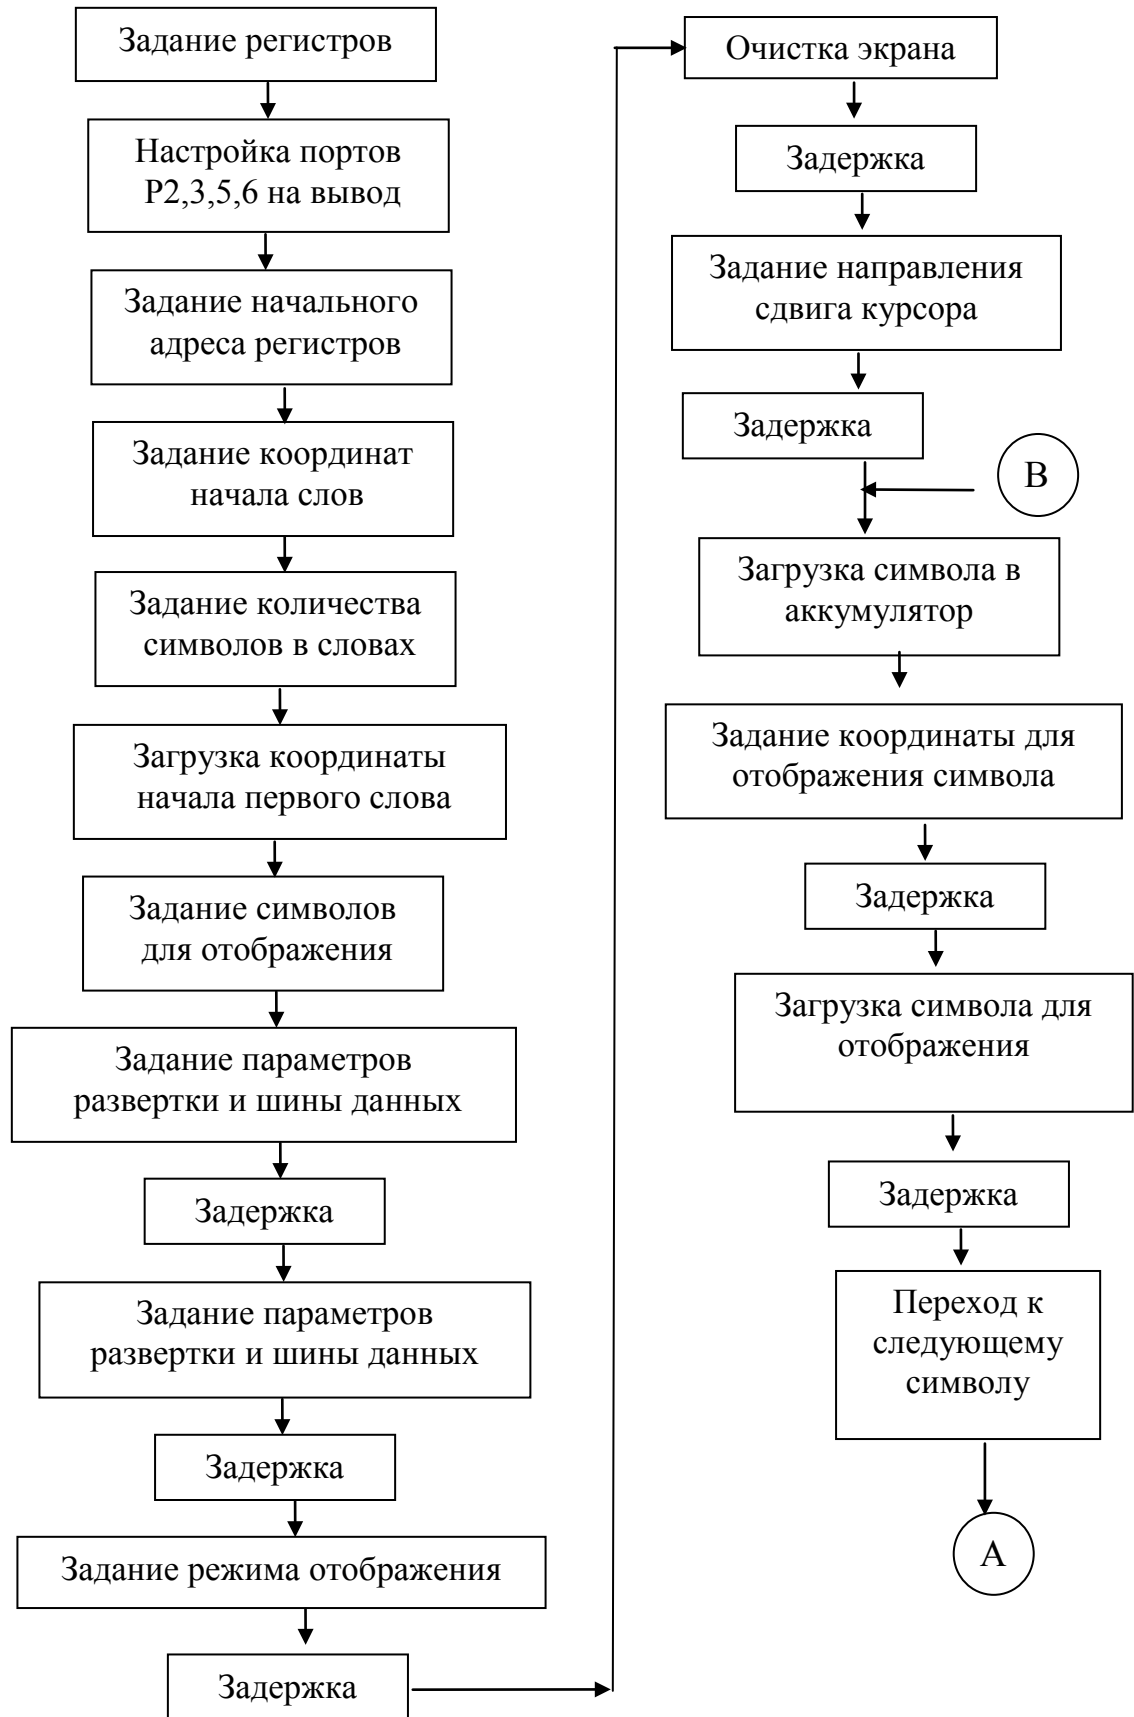 Задание регистров
Настройка портов
P2,3,5,6 на вывод
Задание начального
адреса регистров
Задание координат
начала слов
Задание количества
символов в словах
Загрузка координаты
начала первого слова
Задание символов
для отображения
Задание параметров
развертки и шины данных
Задержка
Задание параметров
развертки и шины данных
Задержка
Задание режима отображения
Задержка
Очистка экрана
Задержка
Задание направления
сдвига курсора
Задержка
В
Загрузка символа в
аккумулятор
Задание координаты для
отображения символа
Задержка
Загрузка символа для
отображения
Задержка
Переход к
следующему
символу
А